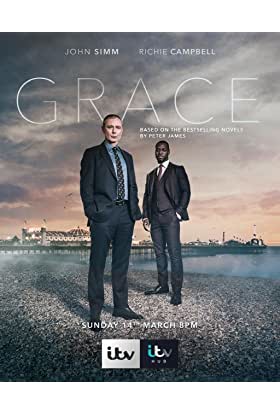 JOHN SIMM RICHIE CAMPBELL
GRACE
BASED ON THE BESTSELLING NOVELS
BY PETER JAMES
SUNDAY 14TH MARCH 8PM
itv itv
HUB